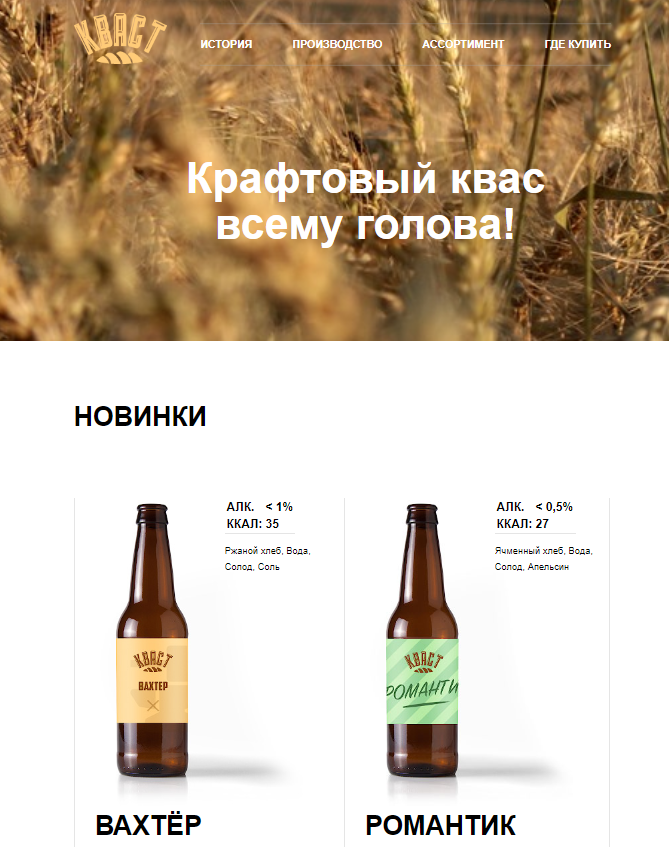 КВАСТ
ИСТОРИЯ ПРОИЗВОДСТВО АССОРТИМЕНТ ГДЕ КУПИТЬ
Крафтовый квас
всему голова!
НОВИНКИ
АЛК. < 1%
ККАЛ: 35
Ржаной хлеб, Вода,
Солод, Соль
КВАСТ
ВАХТЕР
ВАХТЁР
АЛК. < 0,5%
ККАЛ: 27
Ячменный хлеб, Вода,
Солод, Апельсин
КВАСТ
РОМАНТИ
РОМАНТИК